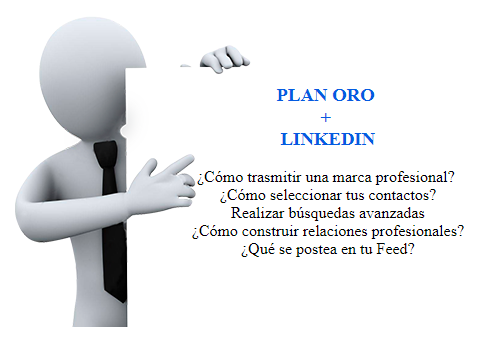 PLAN ORO
+
LINKEDIN
¿Cómo trasmitir una marca profesional?
¿Cómo seleccionar tus contactos?
Realizar búsquedas avanzadas
¿Cómo construir relaciones profesionales?
¿Qué se postea en tu Feed?